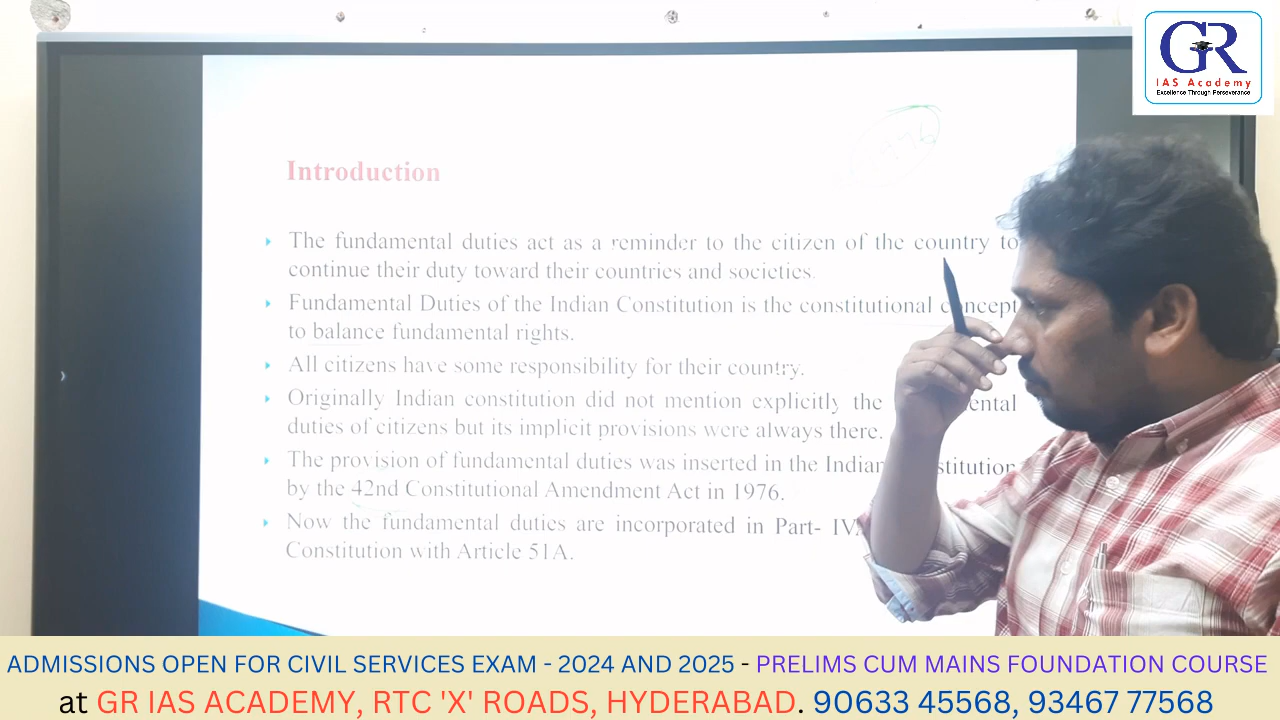 GR
IAS Academy
Excellence Through Perseverance
Introduction
The fundamental duties act as a reminder to the citizen of the country to
continue their duty toward their countries and societies.
Fundamental Duties of the Indian Constitution is the constitutional concept
to balance fundamental rights.
All citizens have some responsibility for their country.
Originally Indian constitution did not mention explicitly the
duties of citizens but its implicit provisions were always there.
The provision of fundamental duties was inserted in the Indian
by the 42nd Constitutional Amendment Act in 1976.
Now the fundamental duties are incorporated in Part-
Constitution with Article 51A.
ADMISSIONS OPEN FOR CIVIL SERVICES EXAM - 2024 AND 2025 - PRELIMS CUM MAINS FOUNDATION COURSE
at GR IAS ACADEMY, RTC 'X' ROADS, HYDERABAD. 90633 45568, 93467 77568